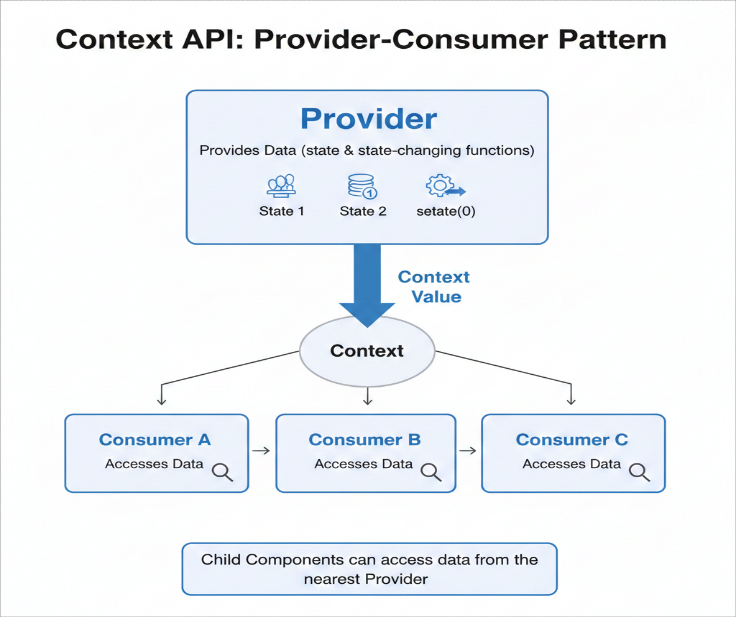 Context API: Provider-Consumer Pattern
Provider
Provides Data (state & state-changing functions)
1
State 1
State 2
setate(0)
Context
Value
Context
Consumer A
Accesses Data
Consumer B
Accesses Data
Consumer C
Accesses Data
Child Components can access data from the
nearest Provider